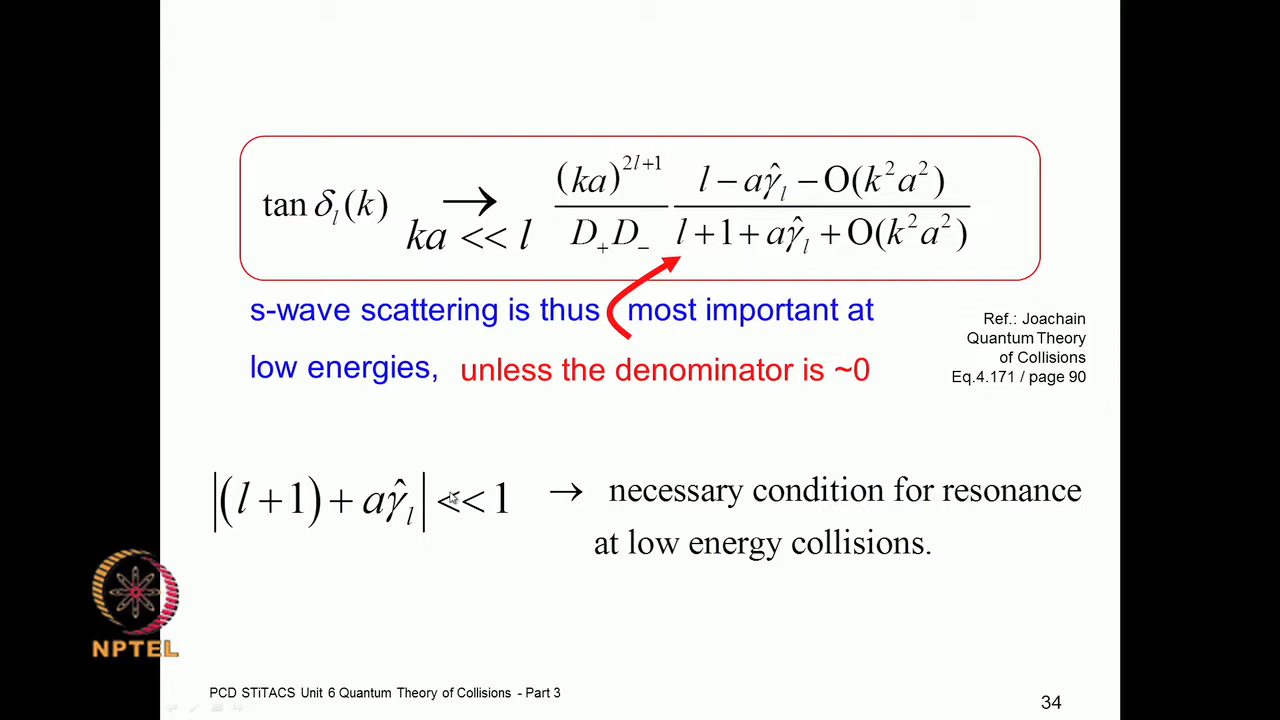 tan δ_l(k) → ka << l (ka)^{2l+1} / D_+D_- · (l − aγ̂_l − O(k²a²)) / (l + 1 + aγ̂_l + O(k²a²))
s-wave scattering is thus most important at
low energies, unless the denominator is ~0
Ref.: Joachain
Quantum Theory
of Collisions
Eq.4.171 / page 90
|(l + 1) + aγ̂_l| << 1 → necessary condition for resonance
at low energy collisions.
NPTEL
PCD STiTACS Unit 6 Quantum Theory of Collisions - Part 3
34